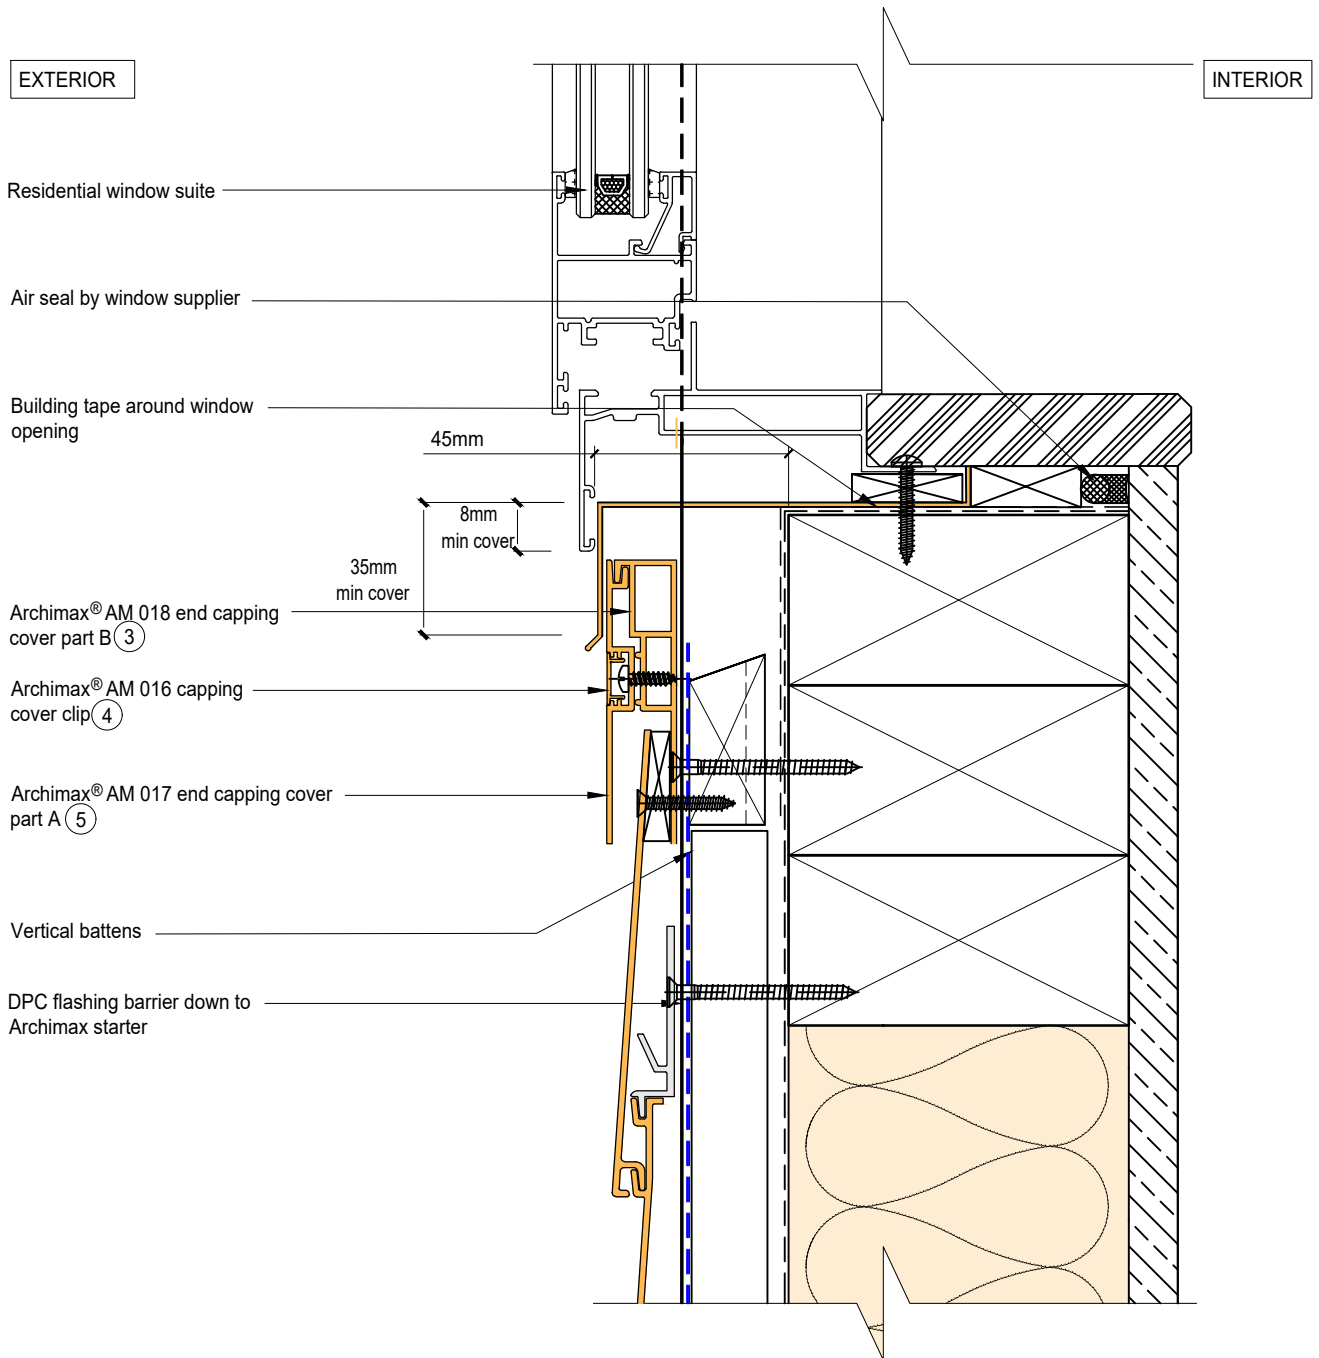 EXTERIOR
INTERIOR
Residential window suite
Air seal by window supplier
Building tape around window
opening
45mm
8mm
min cover
35mm
min cover
Archimax® AM 018 end capping
cover part B 3
Archimax® AM 016 capping
cover clip 4
Archimax® AM 017 end capping cover
part A 5
Vertical battens
DPC flashing barrier down to
Archimax starter